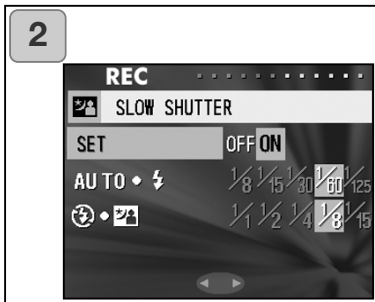 2
REC
SLOW SHUTTER
SET OFF ON
AUTO • 1/8 1/15 1/30 1/60 1/125
• 1/1 1/2 1/4 1/8 1/15